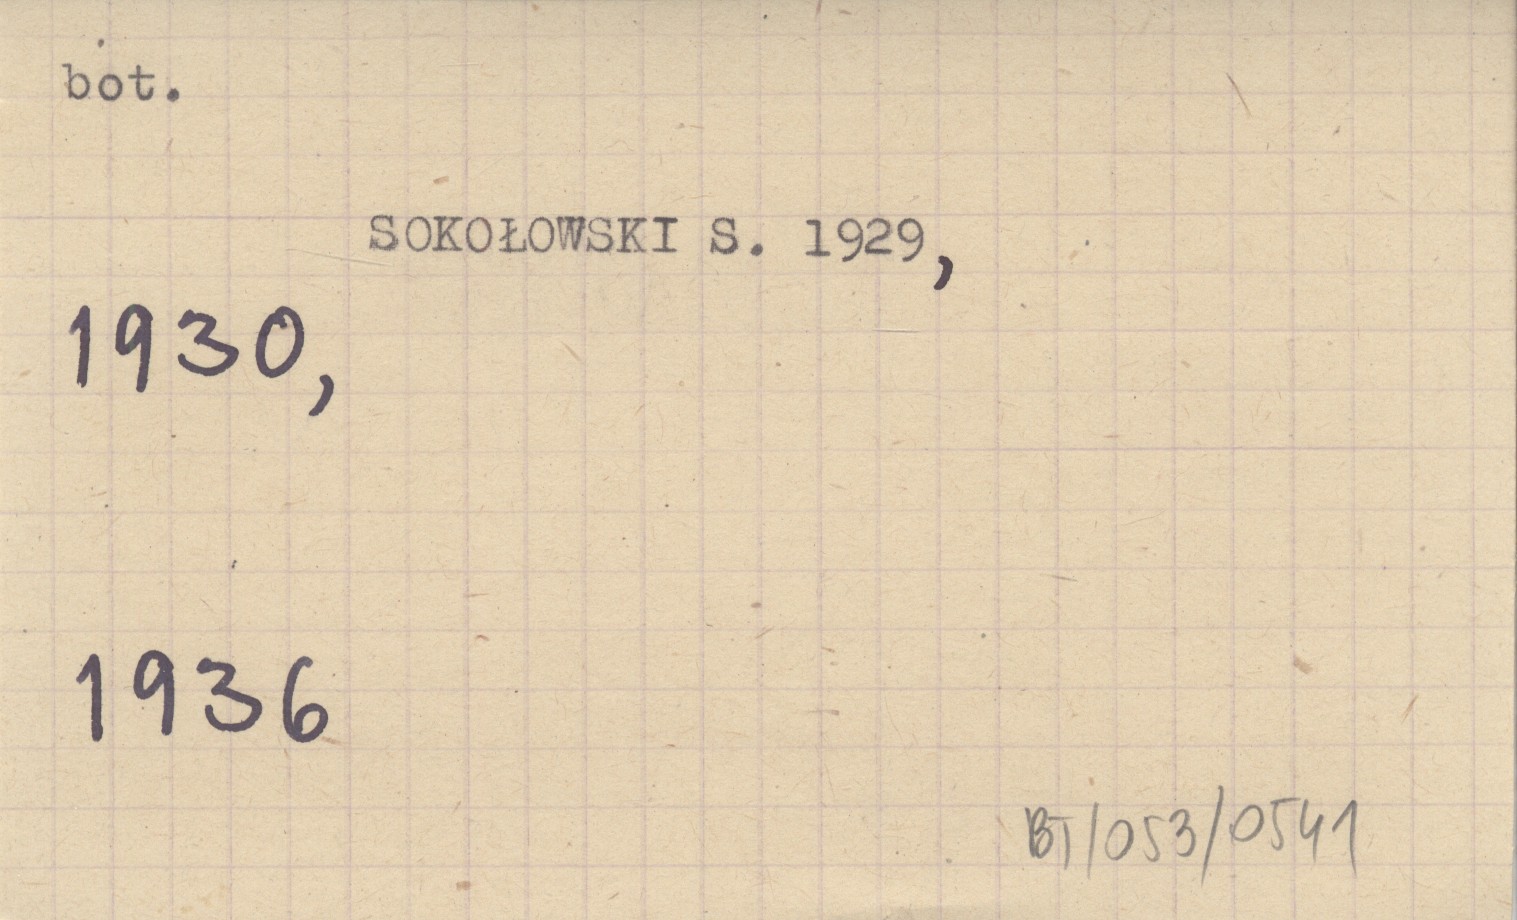 bot.
SOKOŁOWSKI S. 1929,
1930,
1936
BT/053/0541